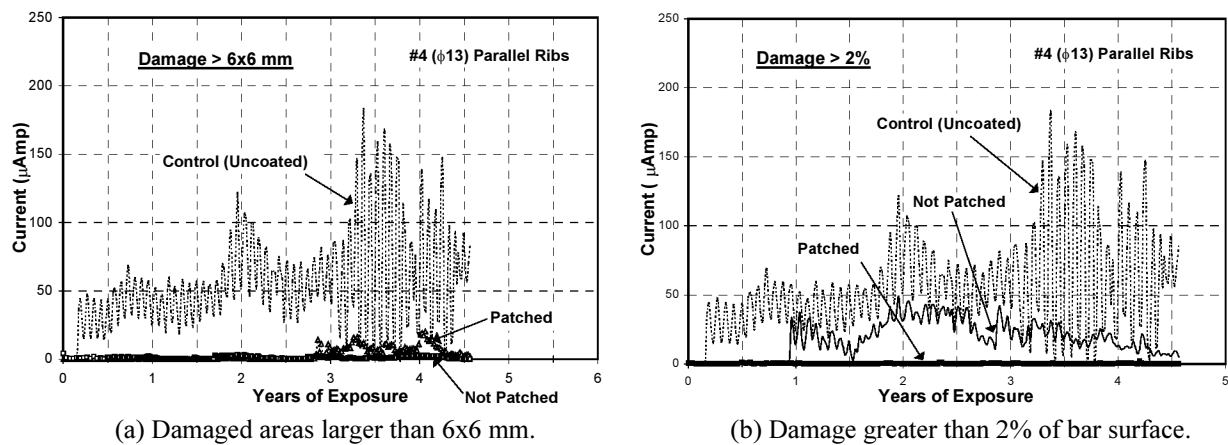 250
200
150
100
50
0
Current (μAmp)
Damage > 6x6 mm
#4 (ϕ13) Parallel Ribs
Control (Uncoated)
Patched
Not Patched
0 1 2 3 4 5 6
Years of Exposure
(a) Damaged areas larger than 6x6 mm.
250
200
150
100
50
0
Current ( μAmp)
Damage > 2%
#4 (ϕ13) Parallel Ribs
Control (Uncoated)
Not Patched
Patched
0 1 2 3 4 5
Years of Exposure
(b) Damage greater than 2% of bar surface.